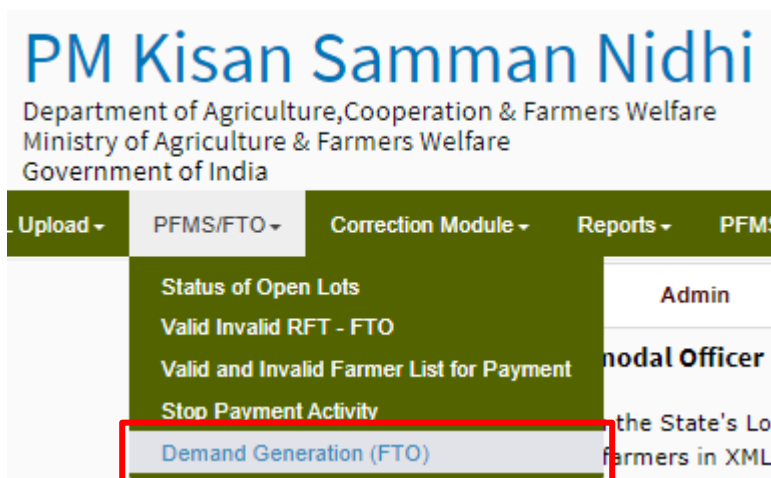 PM Kisan Samman Nidhi
Department of Agriculture,Cooperation & Farmers Welfare
Ministry of Agriculture & Farmers Welfare
Government of India
Upload PFMS/FTO Correction Module Reports PFMS
Status of Open Lots
Admin
Valid Invalid RFT - FTO
Valid and Invalid Farmer List for Payment
nodal Officer
Stop Payment Activity
the State's Lo
Demand Generation (FTO)
farmers in XML